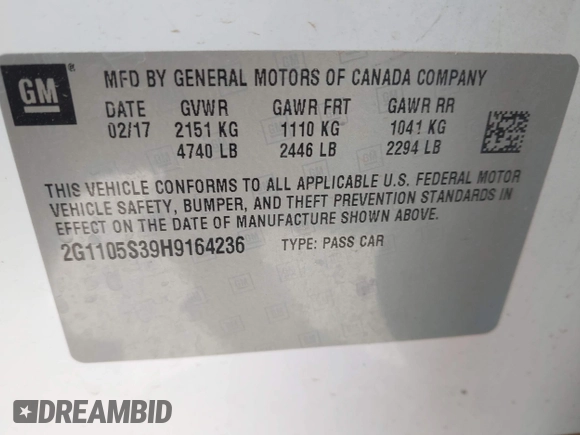 GM
MFD BY GENERAL MOTORS OF CANADA COMPANY
DATE GVWR GAWR FRT GAWR RR
02/17 2151 KG 1110 KG 1041 KG
4740 LB 2446 LB 2294 LB
THIS VEHICLE CONFORMS TO ALL APPLICABLE U.S. FEDERAL MOTOR
VEHICLE SAFETY, BUMPER, AND THEFT PREVENTION STANDARDS IN
EFFECT ON THE DATE OF MANUFACTURE SHOWN ABOVE.
2G1105S39H9164236 TYPE: PASS CAR
DREAMBID